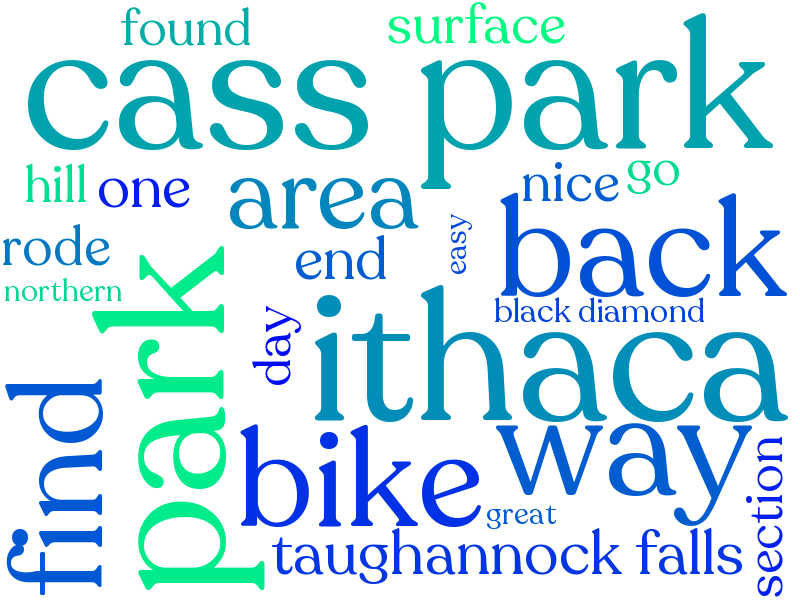 found
surface
cass park
hill
one
area
nice
go
rode
end
easy
back
northern
park
day
black diamond
ithaca
find
bike
way
great
section
taughannock falls